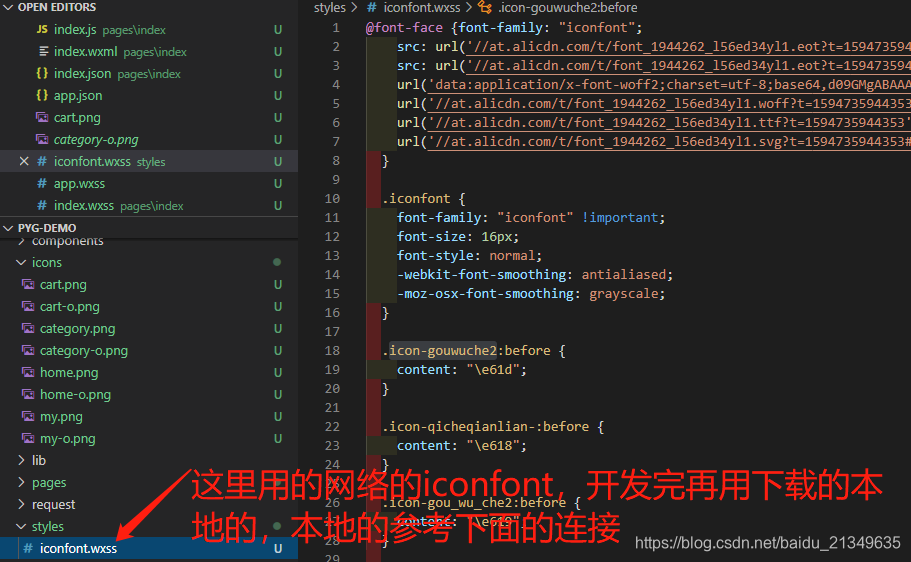 OPEN EDITORS
index.js pages\index U
index.wxml pages\index U
index.json pages\index U
app.json U
cart.png U
category-o.png U
iconfont.wxss styles U
app.wxss U
index.wxss pages\index U
PYG-DEMO
components
icons
cart.png U
cart-o.png U
category.png U
category-o.png U
home.png U
home-o.png U
my.png U
my-o.png U
lib
pages
request
styles
iconfont.wxss U
styles > # iconfont.wxss > .icon-gouwuche2:before
1 @font-face {font-family: "iconfont";
2 src: url('//at.alicdn.com/t/font_1944262_l56ed34yl1.eot?t=159473594
3 src: url('//at.alicdn.com/t/font_1944262_l56ed34yl1.eot?t=159473594
4 url('data:application/x-font-woff2;charset=utf-8;base64,d09GMgABAAA
5 url('//at.alicdn.com/t/font_1944262_l56ed34yl1.woff?t=1594735944353
6 url('//at.alicdn.com/t/font_1944262_l56ed34yl1.ttf?t=1594735944353'
7 url('//at.alicdn.com/t/font_1944262_l56ed34yl1.svg?t=1594735944353#
8 }
9
10 .iconfont {
11 font-family: "iconfont" !important;
12 font-size: 16px;
13 font-style: normal;
14 -webkit-font-smoothing: antialiased;
15 -moz-osx-font-smoothing: grayscale;
16 }
17
18 .icon-gouwuche2:before {
19 content: "\e61d";
20 }
21
22 .icon-qicheqianlian-:before {
23 content: "\e618";
24 }
26 .icon-gou_wu_che2:before {
content: "\e619";
28 }
29
这里用的网络的iconfont，开发完再用下载的本
地的，本地的参考下面的连接
https://blog.csdn.net/baidu_21349635